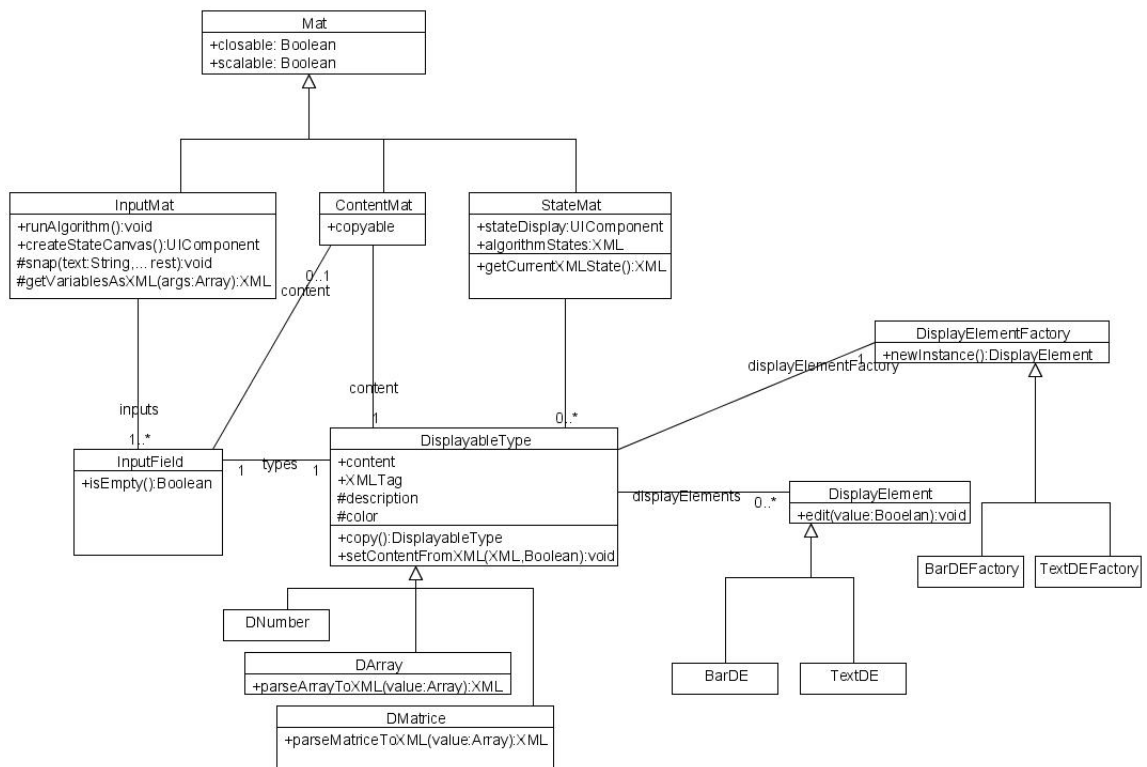 Mat
+closable: Boolean
+scalable: Boolean
InputMat
+runAlgorithm():void
+createStateCanvas():UIComponent
#snap(text:String,... rest):void
#getVariablesAsXML(args:Array):XML
ContentMat
+copyable
StateMat
+stateDisplay:UIComponent
+algorithmStates:XML
+getCurrentXMLState():XML
0..1
content
DisplayElementFactory
+newInstance():DisplayElement
displayElementFactory
1
inputs
1..*
content
1
0..*
InputField
+isEmpty():Boolean
1
types
1
DisplayableType
+content
+XMLTag
#description
#color
+copy():DisplayableType
+setContentFromXML(XML,Boolean):void
displayElements
0..*
DisplayElement
+edit(value:Booelan):void
BarDEFactory
TextDEFactory
DNumber
DArray
+parseArrayToXML(value:Array):XML
DMatrice
+parseMatriceToXML(value:Array):XML
BarDE
TextDE